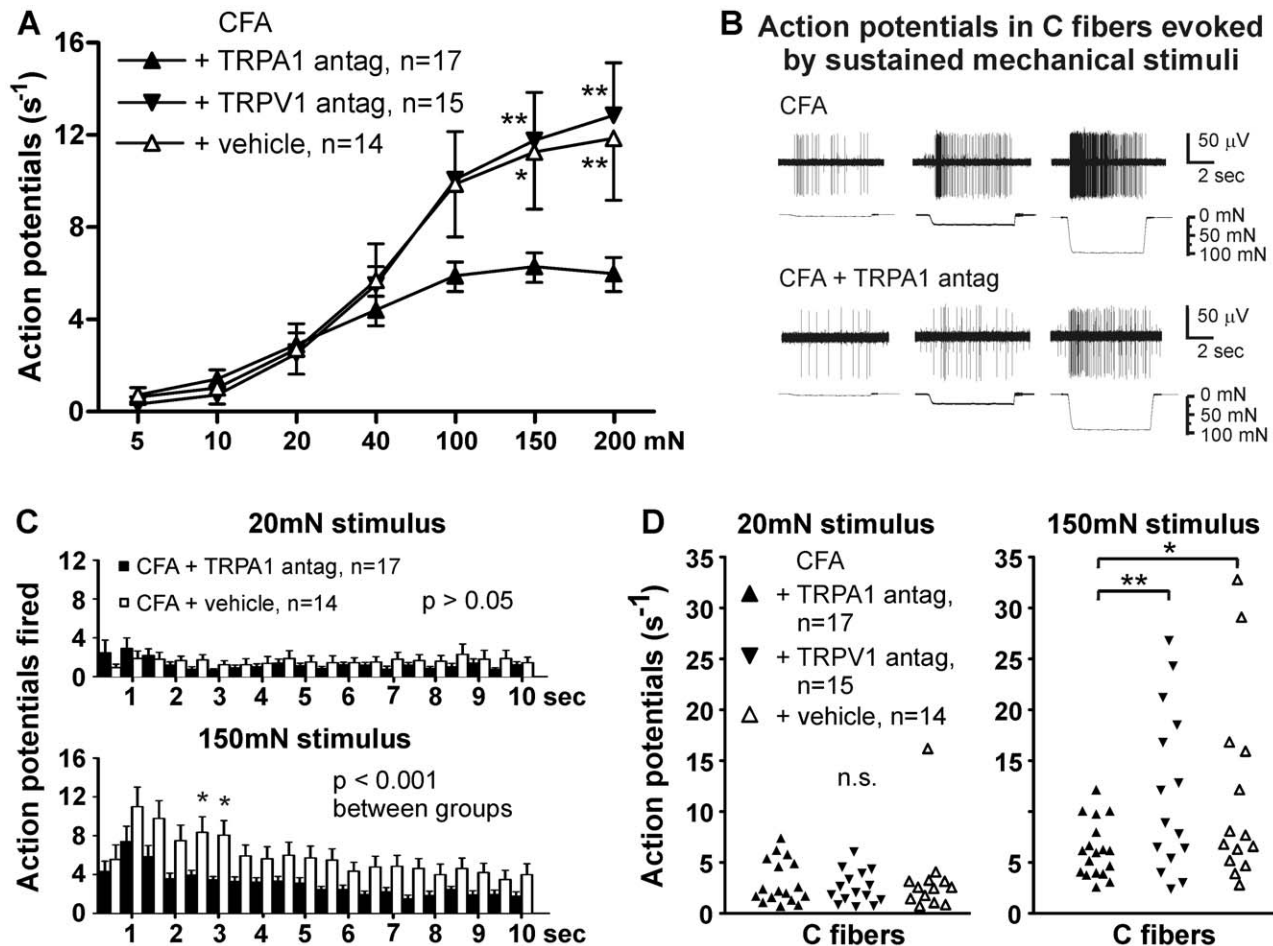 A
CFA
+ TRPA1 antag, n=17
+ TRPV1 antag, n=15
+ vehicle, n=14
Action potentials (s⁻¹)
16
12
8
4
0
**
**
*
**
5 10 20 40 100 150 200 mN
B Action potentials in C fibers evoked
by sustained mechanical stimuli
CFA
50 μV
2 sec
0 mN
50 mN
100 mN
CFA + TRPA1 antag
50 μV
2 sec
0 mN
50 mN
100 mN
C
20mN stimulus
Action potentials fired
12
8
4
0
CFA + TRPA1 antag, n=17
CFA + vehicle, n=14
p > 0.05
1 2 3 4 5 6 7 8 9 10 sec
150mN stimulus
16
12
8
4
0
p < 0.001
between groups
* *
1 2 3 4 5 6 7 8 9 10 sec
D
20mN stimulus
Action potentials (s⁻¹)
35
30
25
20
15
10
5
0
CFA
+ TRPA1 antag,
n=17
+ TRPV1 antag,
n=15
+ vehicle, n=14
n.s.
C fibers
150mN stimulus
35
30
25
20
15
10
5
0
*
**
C fibers